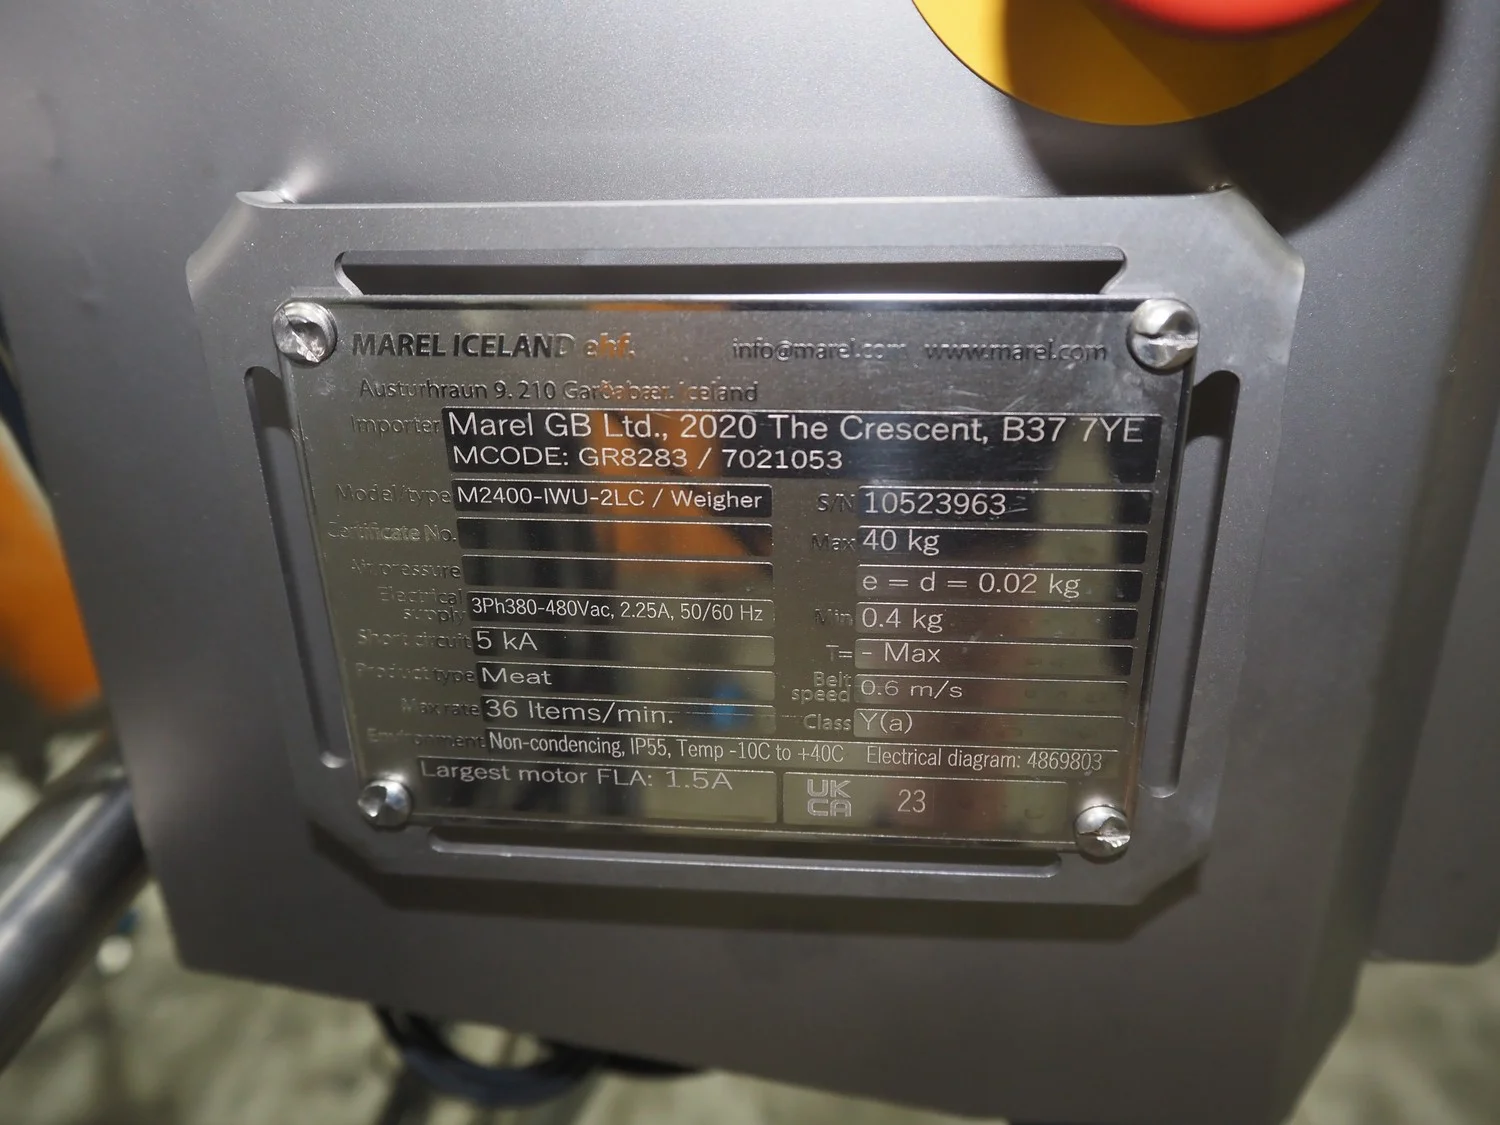 MAREL ICELAND ehf. info@marel.com www.marel.com
Austurhraun 9. 210 Garðabær. Iceland
Importer Marel GB Ltd., 2020 The Crescent, B37 7YE
MCODE: GR8283 / 7021053
Model/type M2400-IWU-2LC / Weigher S/N 10523963
Certificate No. Max 40 kg
Air pressure e = d = 0.02 kg
Electrical supply 3Ph380-480Vac, 2.25A, 50/60 Hz Min 0.4 kg
Short circuit 5 kA T= - Max
Product type Meat Belt speed 0.6 m/s
Max rate 36 Items/min. Class Y(a)
Environment Non-condencing, IP55, Temp -10C to +40C Electrical diagram: 4869803
Largest motor FLA: 1.5A UK CA 23